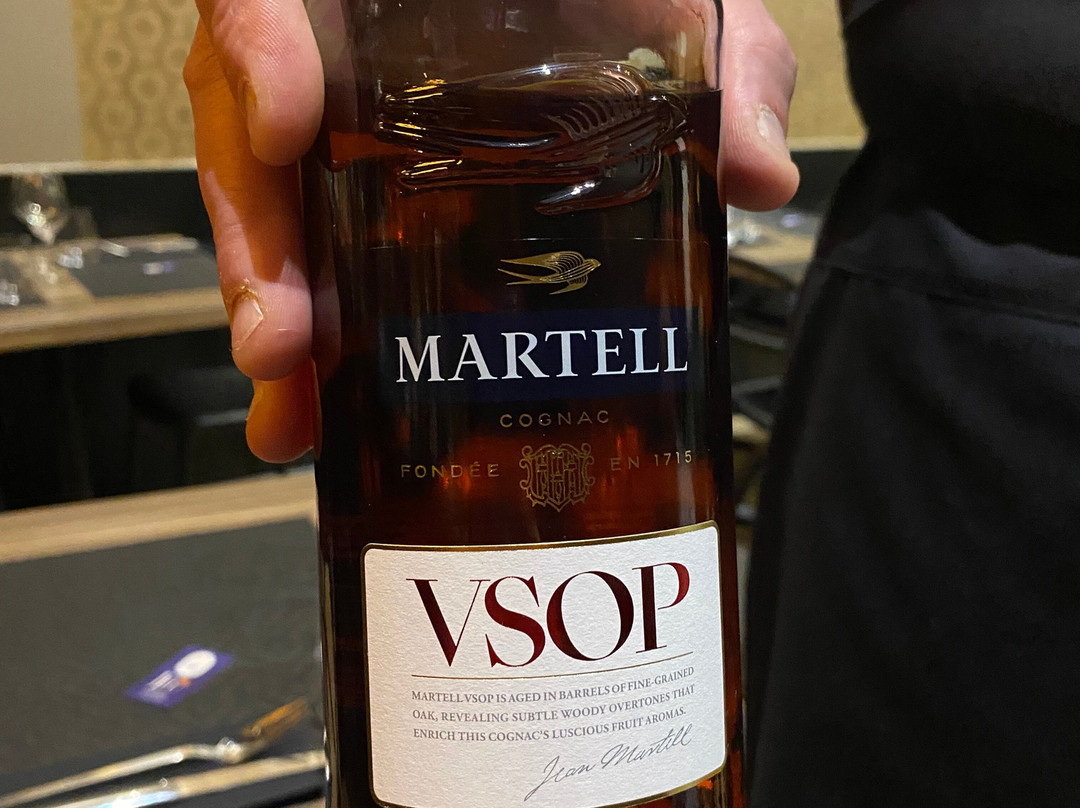 MARTELL
COGNAC
FONDÉE EN 1715
VSOP
MARTELL VSOP IS AGED IN BARRELS OF FINE-GRAINED
OAK, REVEALING SUBTLE WOODY OVERTONES THAT
ENRICH THIS COGNAC'S LUSCIOUS FRUIT AROMAS.
Jean Martell